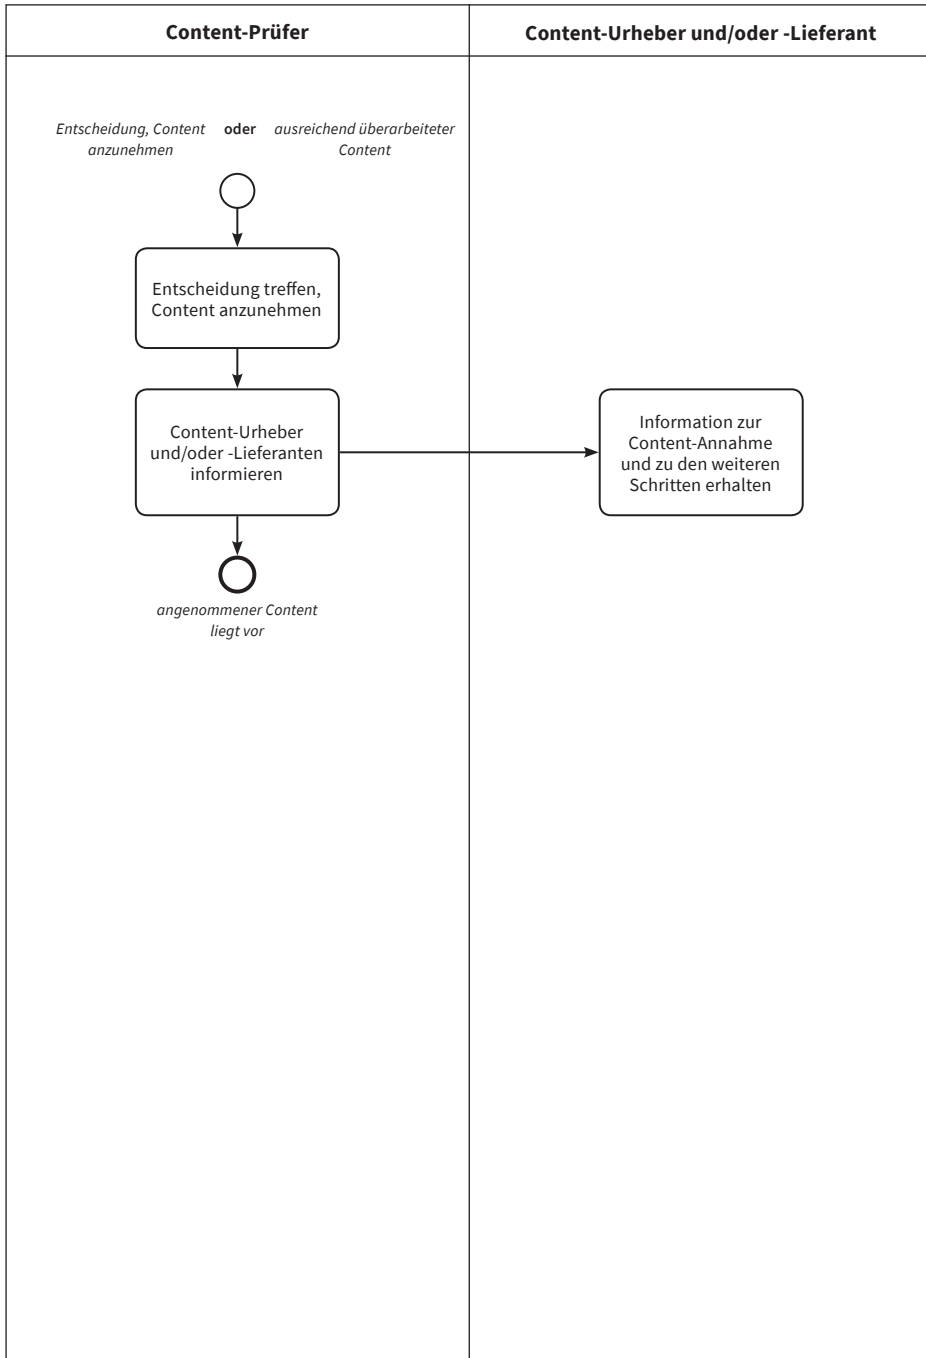 Content-Prüfer
Content-Urheber und/oder -Lieferant
Entscheidung, Content oder ausreichend überarbeiteter
anzunehmen Content
Entscheidung treffen,
Content anzunehmen
Content-Urheber
und/oder -Lieferanten
informieren
Information zur
Content-Annahme
und zu den weiteren
Schritten erhalten
angenommener Content
liegt vor